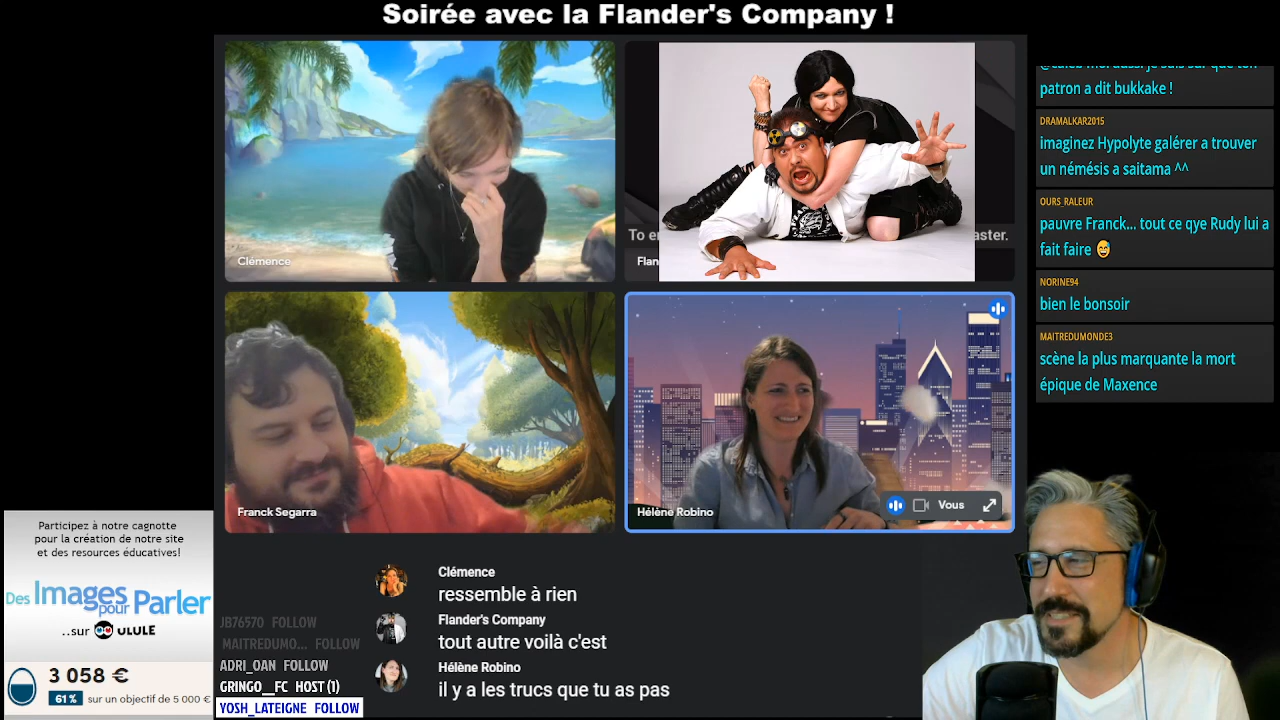 Soirée avec la Flander's Company !
Clémence
To e
aster.
Flan
Franck Segarra
Hélène Robino
Vous
patron a dit bukkake !
DRAMALKAR2015
imaginez Hypolyte galérer a trouver
un némésis a saitama ^^
OURS RALEUR
pauvre Franck... tout ce qye Rudy lui a
fait faire 😅
NORINE94
bien le bonsoir
MAITREDUMONDE3
scène la plus marquante la mort
épique de Maxence
Participez à notre cagnotte
pour la création de notre site
et des resources éducatives!
Des Images pour Parler
..sur ULULE
3 058 €
61 % sur un objectif de 5 000 €
JB76570 FOLLOW
MAITREDUMO... FOLLOW
ADRI_OAN FOLLOW
GRINGO__FC HOST (1)
YOSH_LATEIGNE FOLLOW
Clémence
ressemble à rien
Flander's Company
tout autre voilà c'est
Hélène Robino
il y a les trucs que tu as pas